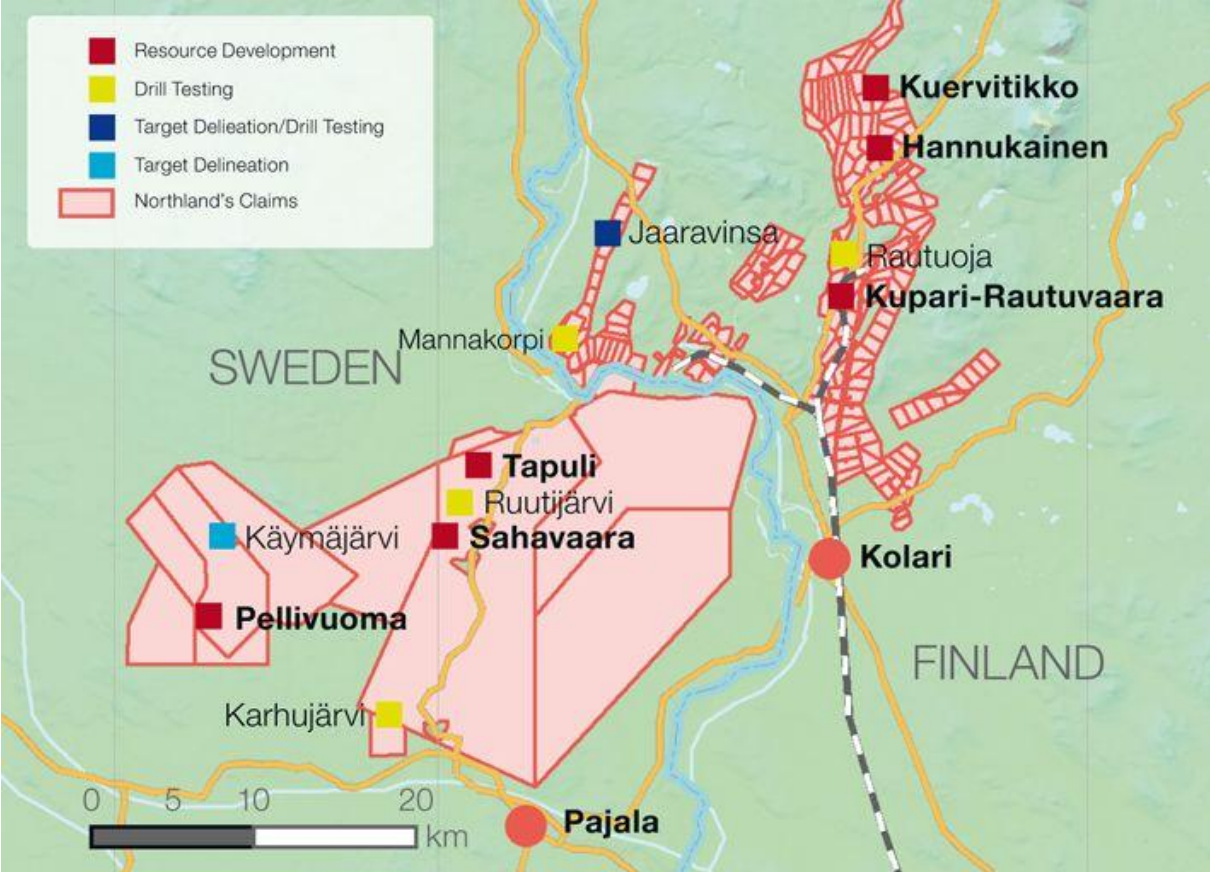 Resource Development
Drill Testing
Target Delieation/Drill Testing
Target Delineation
Northland's Claims
Kuervitikko
Hannukainen
Jaaravinsa
Rautuoja
Kupari-Rautuvaara
Mannakorpi
SWEDEN
Tapuli
Ruutijärvi
Käymäjärvi
Sahavaara
Kolari
Pellivuoma
FINLAND
Karhujärvi
0 5 10 20
km
Pajala